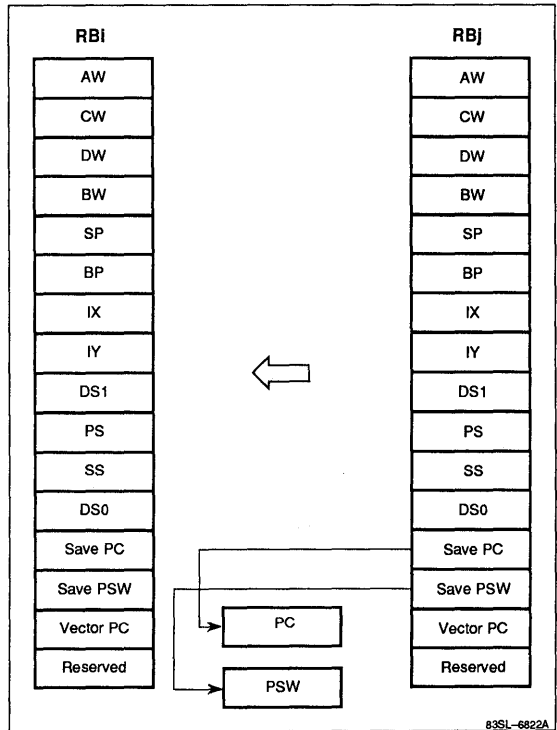 RBi
RBj
AW
AW
CW
CW
DW
DW
BW
BW
SP
SP
BP
BP
IX
IX
IY
IY
DS1
DS1
PS
PS
SS
SS
DS0
DS0
Save PC
Save PC
Save PSW
Save PSW
Vector PC
PC
Vector PC
Reserved
PSW
Reserved
83SL-6822A